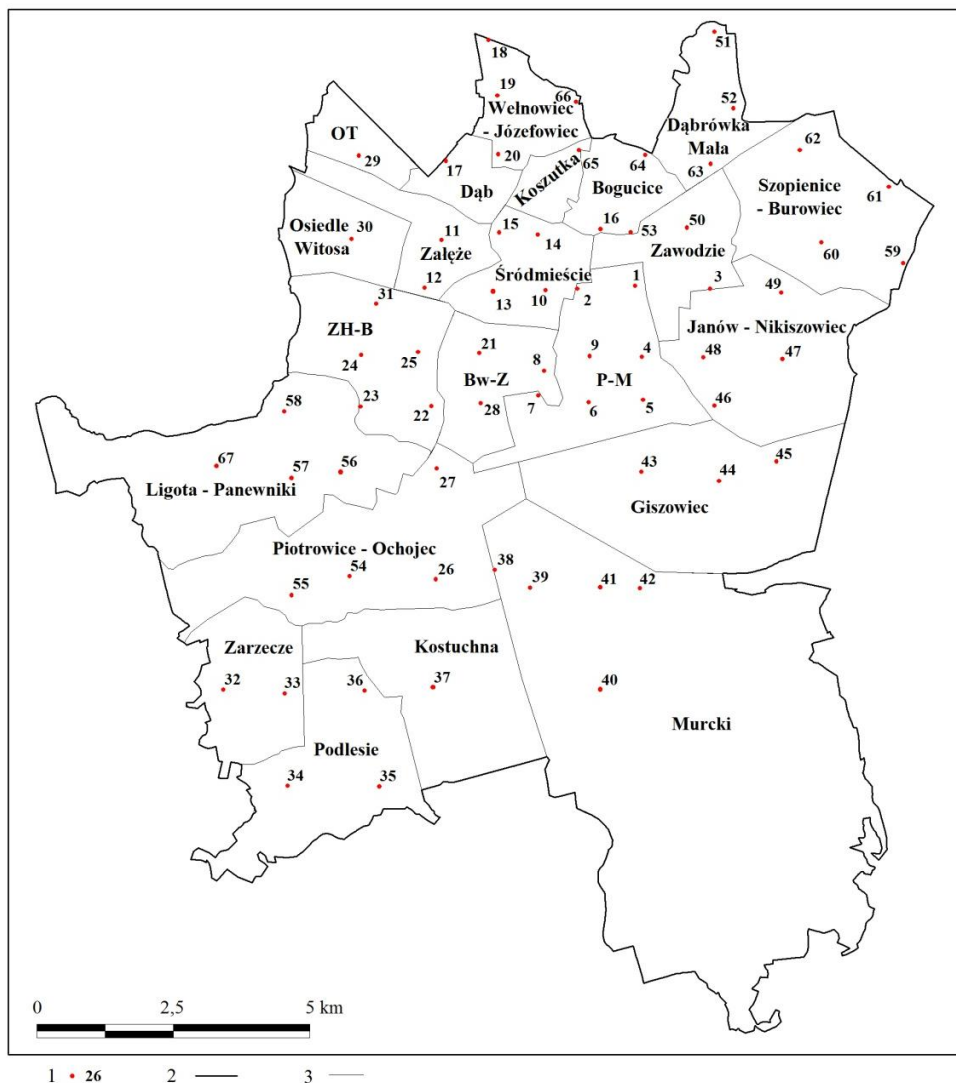 18
51
19
66
52
Wełnowiec
- Józefowiec
Dąbrówka
Mała
OT
62
29
17
20
65
64
63
Koszutka
Dąb
Bogucice
Szopienice
- Burowiec
61
Osiedle
Witosa
30
11
15
14
16
53
50
Załęże
Zawodzie
60
59
12
Śródmieście
13
10
2
1
3
49
31
ZH-B
Janów - Nikiszowiec
24
25
21
8
9
4
48
47
Bw-Z
P-M
58
23
22
28
7
6
5
46
67
57
56
27
43
44
45
Ligota - Panewniki
Giszowiec
Piotrowice - Ochojec
54
26
38
39
41
42
55
Zarzecze
Kostuchna
32
33
36
37
40
Murcki
Podlesie
34
35
0
2,5
5 km
1
26
2
3